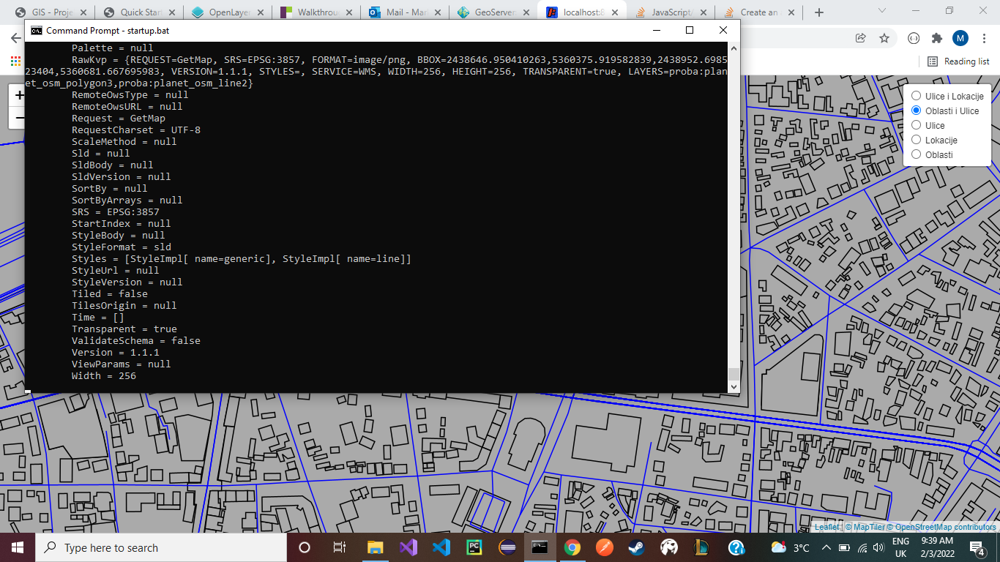 GIS - Proje
Quick Star
OpenLayer
Walkthrou
Mail - Mar
GeoServer
localhost:8
JavaScript/
Create an
Command Prompt - startup.bat
M
Reading list
Palette = null
RawKvp = {REQUEST=GetMap, SRS=EPSG:3857, FORMAT=image/png, BBOX=2438646.950410263,5360375.919582839,2438952.6985
23404,5360681.667695983, VERSION=1.1.1, STYLES=, SERVICE=WMS, WIDTH=256, HEIGHT=256, TRANSPARENT=true, LAYERS=proba:plan
et_osm_polygon3,proba:planet_osm_line2}
RemoteOwsType = null
RemoteOwsURL = null
Request = GetMap
RequestCharset = UTF-8
ScaleMethod = null
Sld = null
SldBody = null
SldVersion = null
SortBy = null
SortByArrays = null
SRS = EPSG:3857
StartIndex = null
StyleBody = null
StyleFormat = sld
Styles = [StyleImpl[ name=generic], StyleImpl[ name=line]]
StyleUrl = null
StyleVersion = null
Tiled = false
TilesOrigin = null
Time = []
Transparent = true
ValidateSchema = false
Version = 1.1.1
ViewParams = null
Width = 256
+
−
Ulice i Lokacije
Oblasti i Ulice
Ulice
Lokacije
Oblasti
Leaflet | © MapTiler © OpenStreetMap contributors
Type here to search
3°C
ENG
UK
9:39 AM
2/3/2022
4